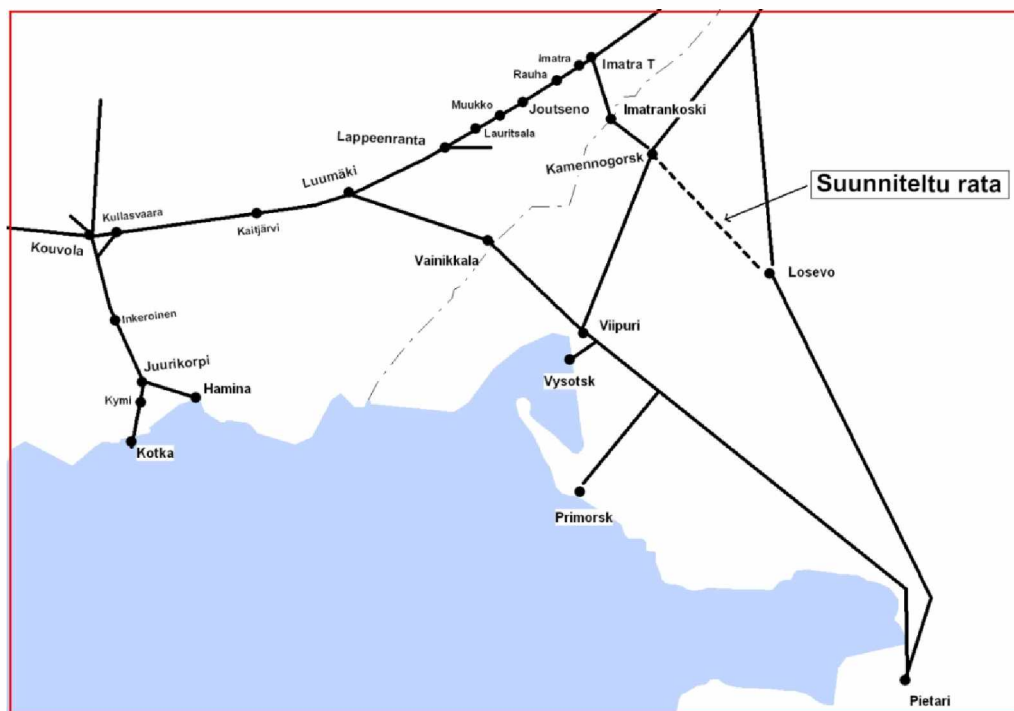 Imatra
Imatra T
Rauha
Muukko
Joutseno
Imatrankoski
Lauritsala
Lappeenranta
Kamennogorsk
Luumäki
Suunniteltu rata
Kullasvaara
Kaitjärvi
Kouvola
Vainikkala
Losevo
Inkeroinen
Viipuri
Juurikorpi
Vysotsk
Hamina
Kymi
Kotka
Primorsk
Pietari